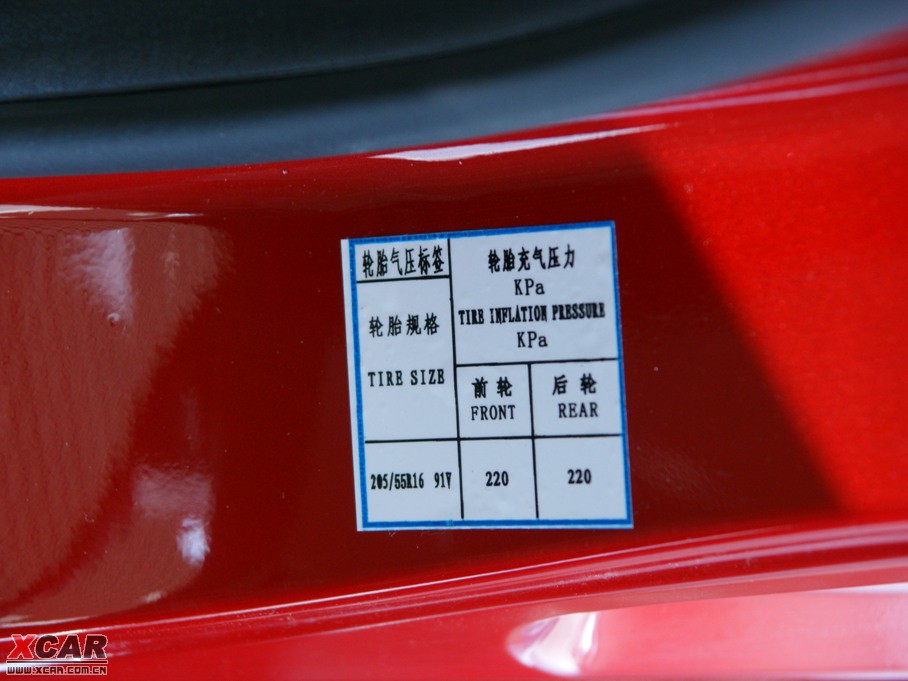 轮胎气压标签
轮胎规格
TIRE SIZE
轮胎充气压力
KPa
TIRE INFLATION PRESSURE
KPa
前轮
FRONT
后轮
REAR
205/55R16 91V
220
220
XCAR
WWW.XCAR.COM.CN